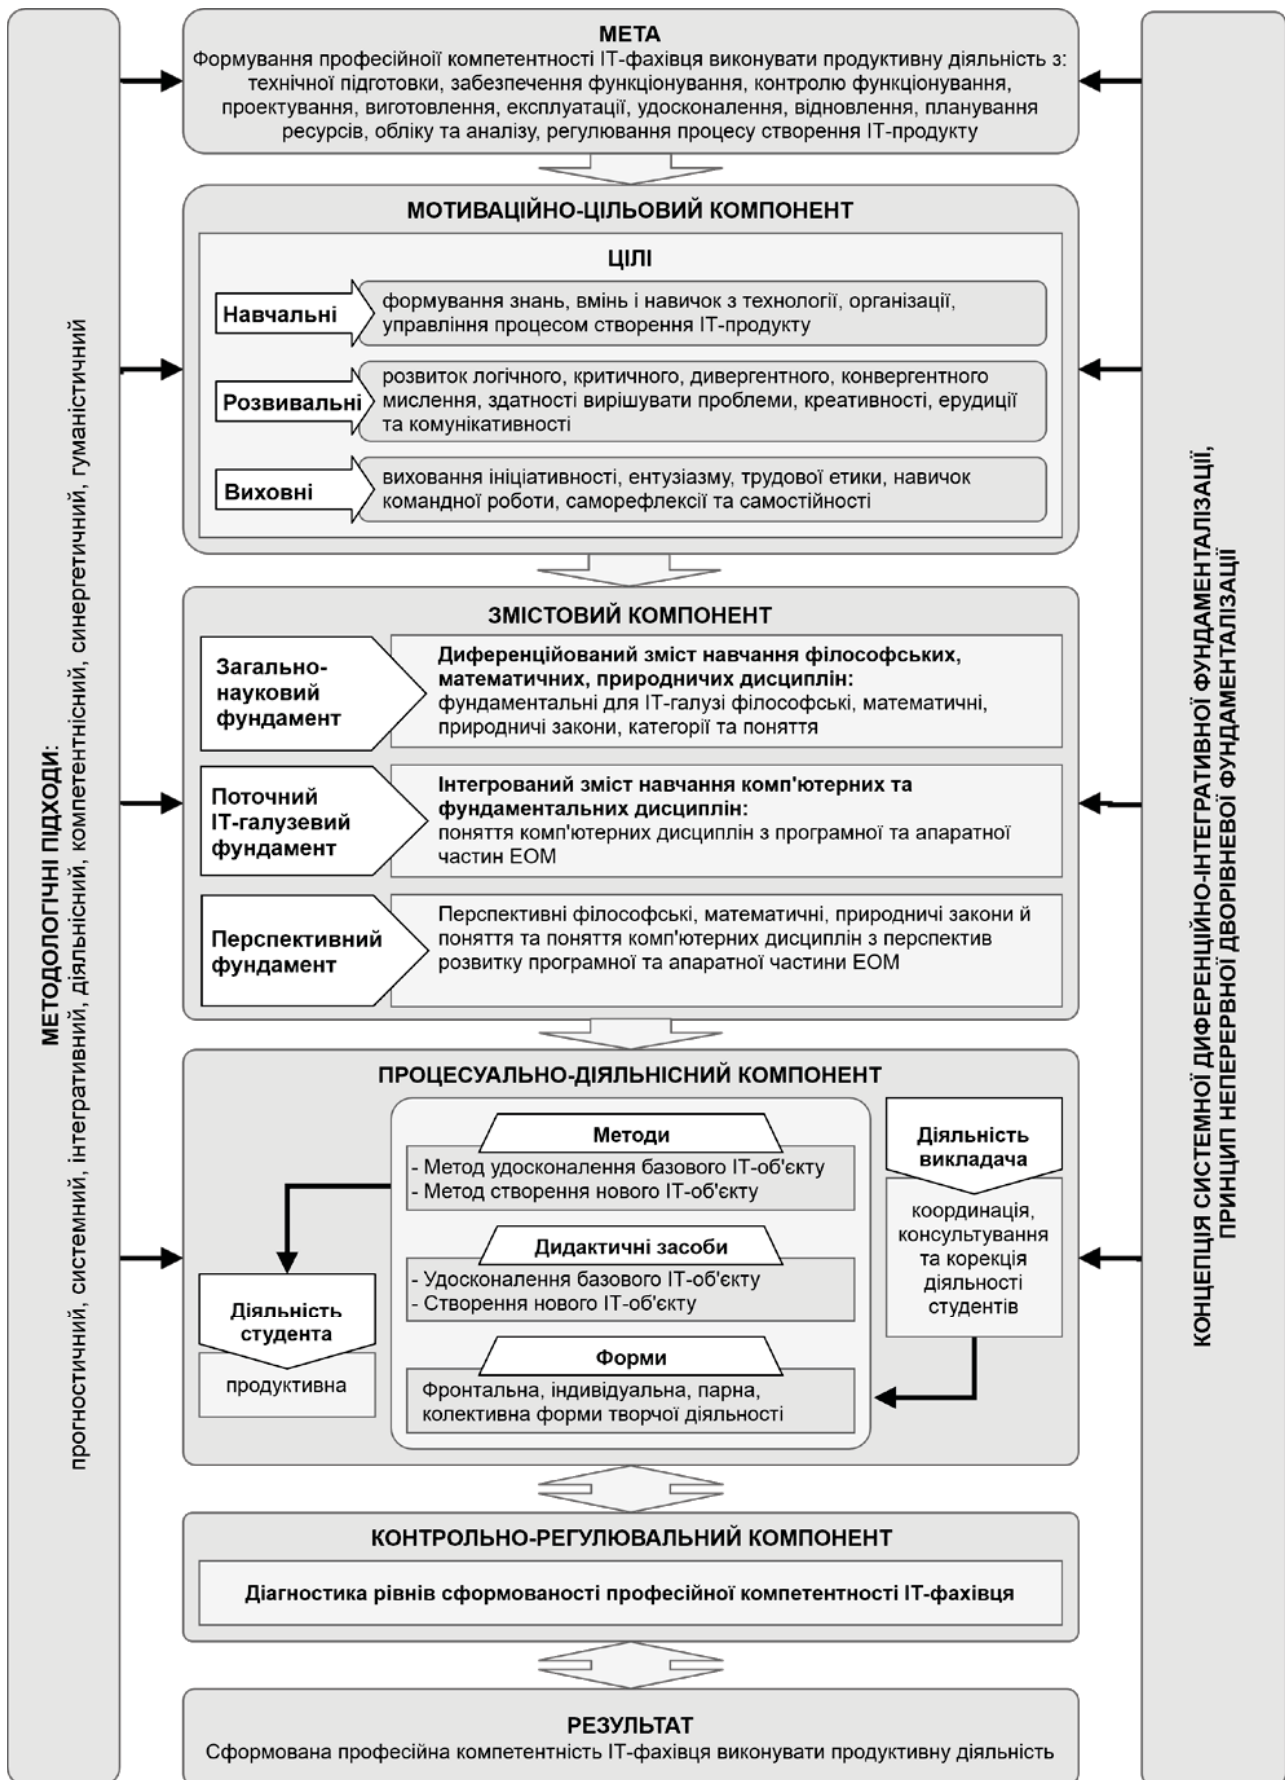 МЕТОДОЛОГІЧНІ ПІДХОДИ:
прогностичний, системний, інтегративний, діяльнісний, компетентнісний, синергетичний, гуманістичний
МЕТА
Формування професійноїї компетентності ІТ-фахівця виконувати продуктивну діяльність з:
технічної підготовки, забезпечення функціонування, контролю функціонування,
проектування, виготовлення, експлуатації, удосконалення, відновлення, планування
ресурсів, обліку та аналізу, регулювання процесу створення ІТ-продукту
МОТИВАЦІЙНО-ЦІЛЬОВИЙ КОМПОНЕНТ
ЦІЛІ
Навчальні
формування знань, вмінь і навичок з технології, організації,
управління процесом створення ІТ-продукту
Розвивальні
розвиток логічного, критичного, дивергентного, конвергентного
мислення, здатності вирішувати проблеми, креативності, ерудиції
та комунікативності
Виховні
виховання ініціативності, ентузіазму, трудової етики, навичок
командної роботи, саморефлексії та самостійності
ЗМІСТОВИЙ КОМПОНЕНТ
Загально-
науковий
фундамент
Диференційований зміст навчання філософських,
математичних, природничих дисциплін:
фундаментальні для ІТ-галузі філософські, математичні,
природничі закони, категорії та поняття
Поточний
ІТ-галузевий
фундамент
Інтегрований зміст навчання комп'ютерних та
фундаментальних дисциплін:
поняття комп'ютерних дисциплін з програмної та апаратної
частин ЕОМ
Перспективний
фундамент
Перспективні філософські, математичні, природничі закони й
поняття та поняття комп'ютерних дисциплін з перспектив
розвитку програмної та апаратної частини ЕОМ
ПРОЦЕСУАЛЬНО-ДІЯЛЬНІСНИЙ КОМПОНЕНТ
Методи
- Метод удосконалення базового ІТ-об'єкту
- Метод створення нового ІТ-об'єкту
Дидактичні засоби
- Удосконалення базового ІТ-об'єкту
- Створення нового ІТ-об'єкту
Форми
Фронтальна, індивідуальна, парна,
колективна форми творчої діяльності
Діяльність
студента
продуктивна
Діяльність
викладача
координація,
консультування
та корекція
діяльності
студентів
КОНТРОЛЬНО-РЕГУЛЮВАЛЬНИЙ КОМПОНЕНТ
Діагностика рівнів сформованості професійної компетентності ІТ-фахівця
РЕЗУЛЬТАТ
Сформована професійна компетентність ІТ-фахівця виконувати продуктивну діяльність
КОНЦЕПЦІЯ СИСТЕМНОЇ ДИФЕРЕНЦІЙНО-ІНТЕГРАТИВНОЇ ФУНДАМЕНТАЛІЗАЦІЇ,
ПРИНЦИП НЕПЕРЕРВНОЇ ДВОРІВНЕВОЇ ФУНДАМЕНТАЛІЗАЦІЇ